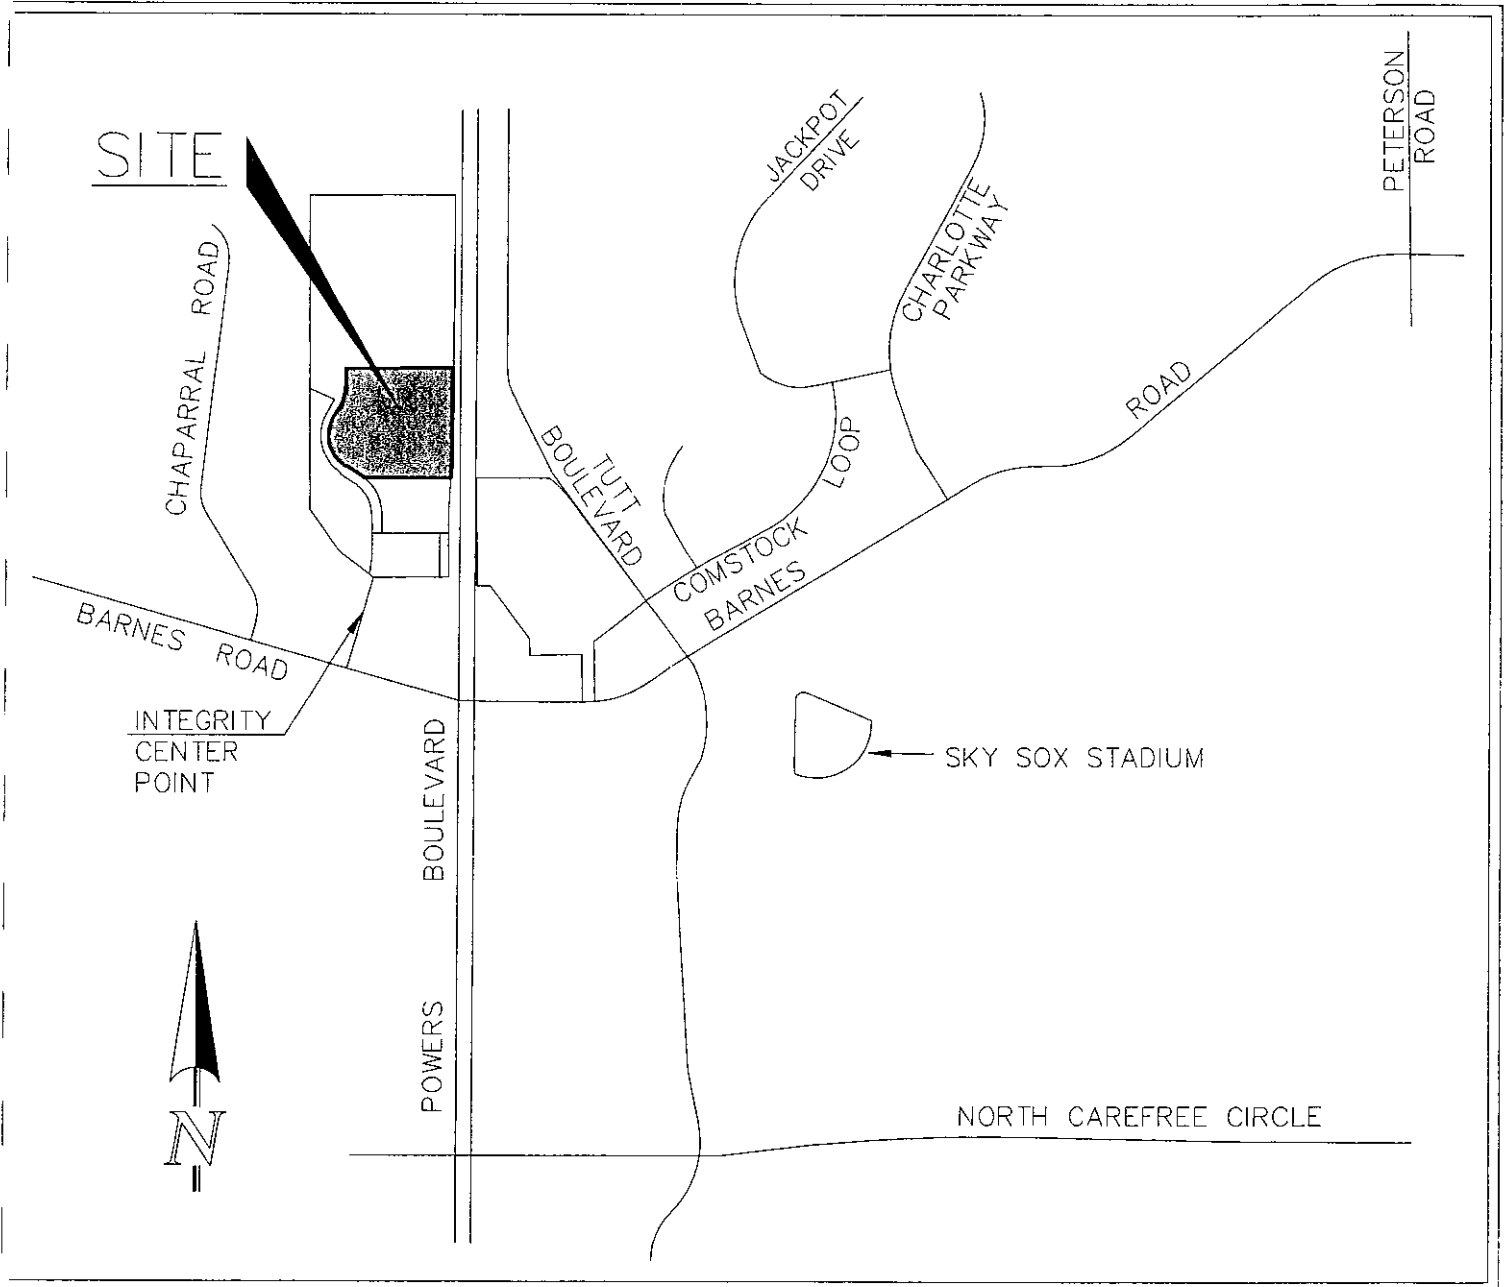 SITE
JACKPOT
DRIVE
PETERSON
ROAD
CHARLOTTE
PARKWAY
CHAPARRAL ROAD
ROAD
TUTT
BOULEVARD
LOOP
COMSTOCK
BARNES
BARNES ROAD
INTEGRITY
CENTER
POINT
BOULEVARD
SKY SOX STADIUM
POWERS
NORTH CAREFREE CIRCLE
N